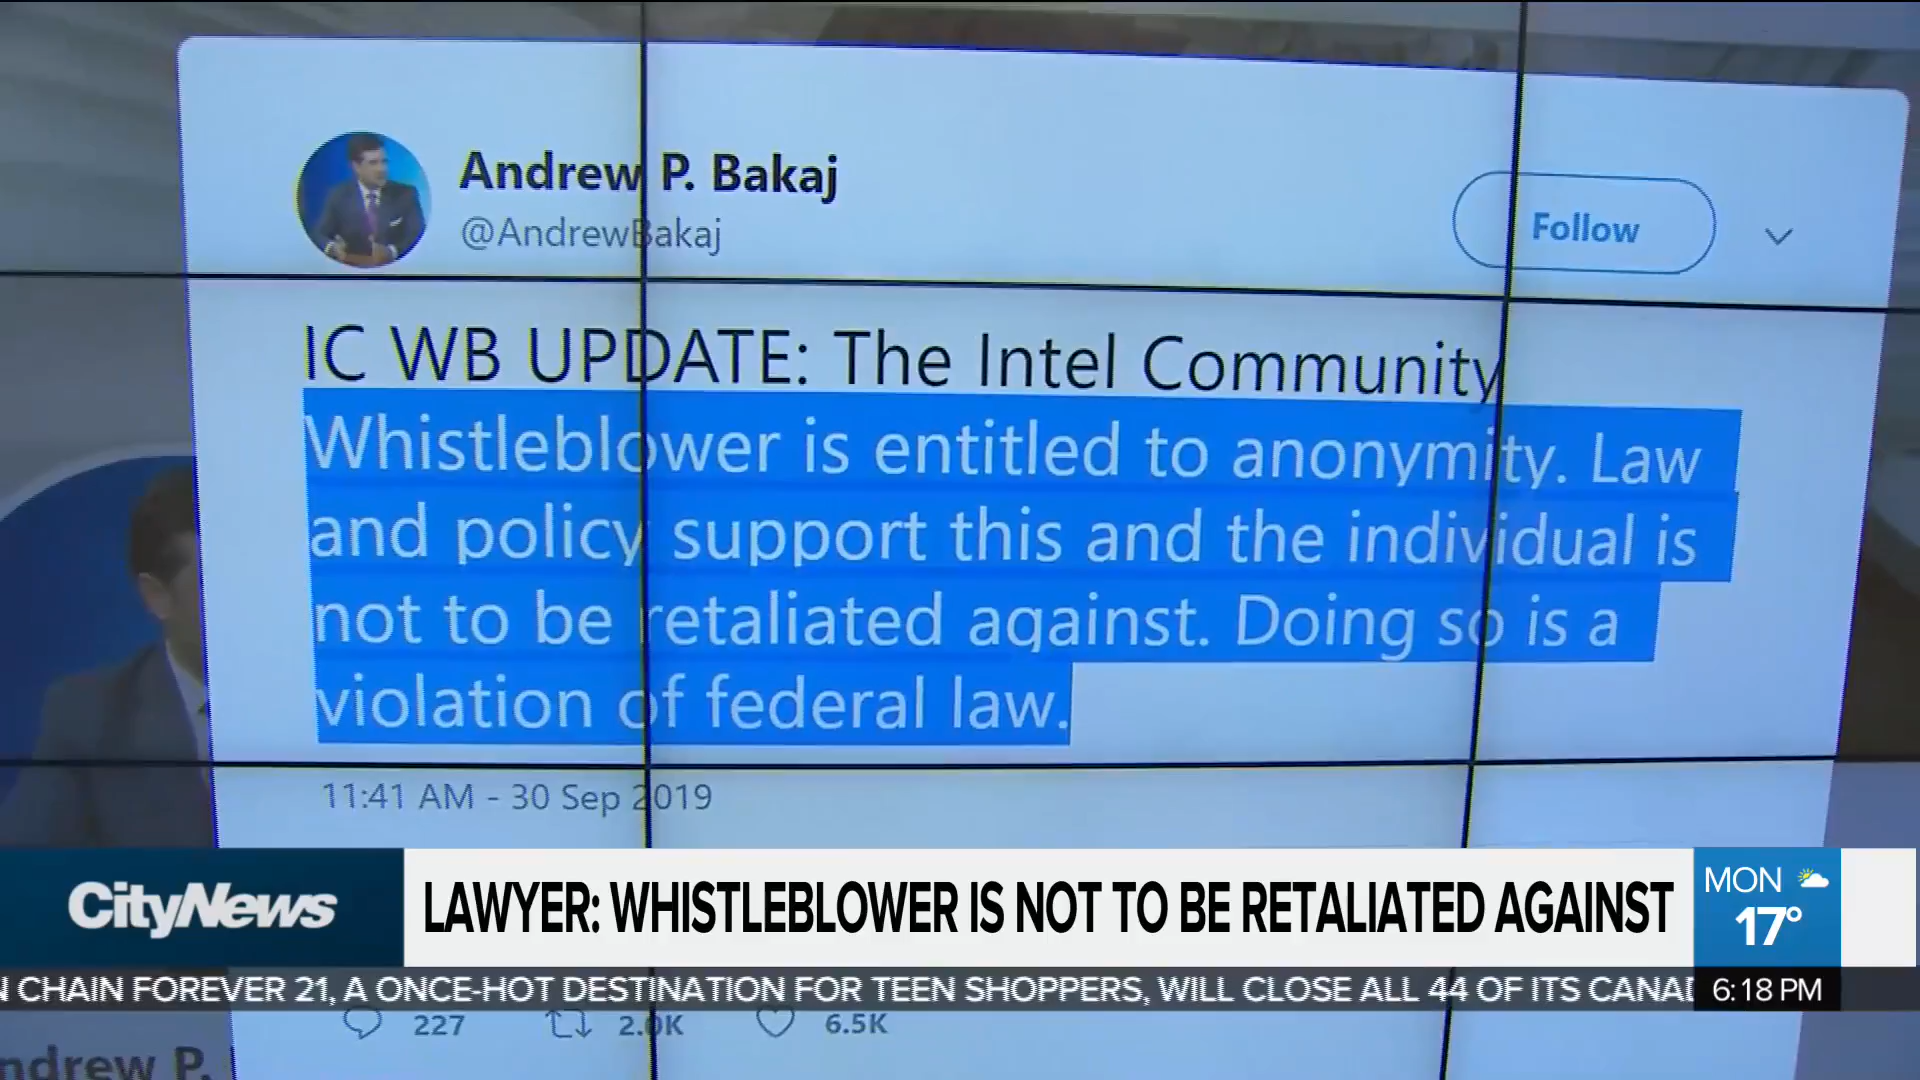 Andrew P. Bakaj
@AndrewBakaj
Follow
IC WB UPDATE: The Intel Community
Whistleblower is entitled to anonymity. Law
and policy support this and the individual is
not to be retaliated against. Doing so is a
violation of federal law.
11:41 AM - 30 Sep 2019
CityNews
LAWYER: WHISTLEBLOWER IS NOT TO BE RETALIATED AGAINST
MON
17°
N CHAIN FOREVER 21, A ONCE-HOT DESTINATION FOR TEEN SHOPPERS, WILL CLOSE ALL 44 OF ITS CANAD
6:18 PM
227 2.0K 6.5K
ndrew P.